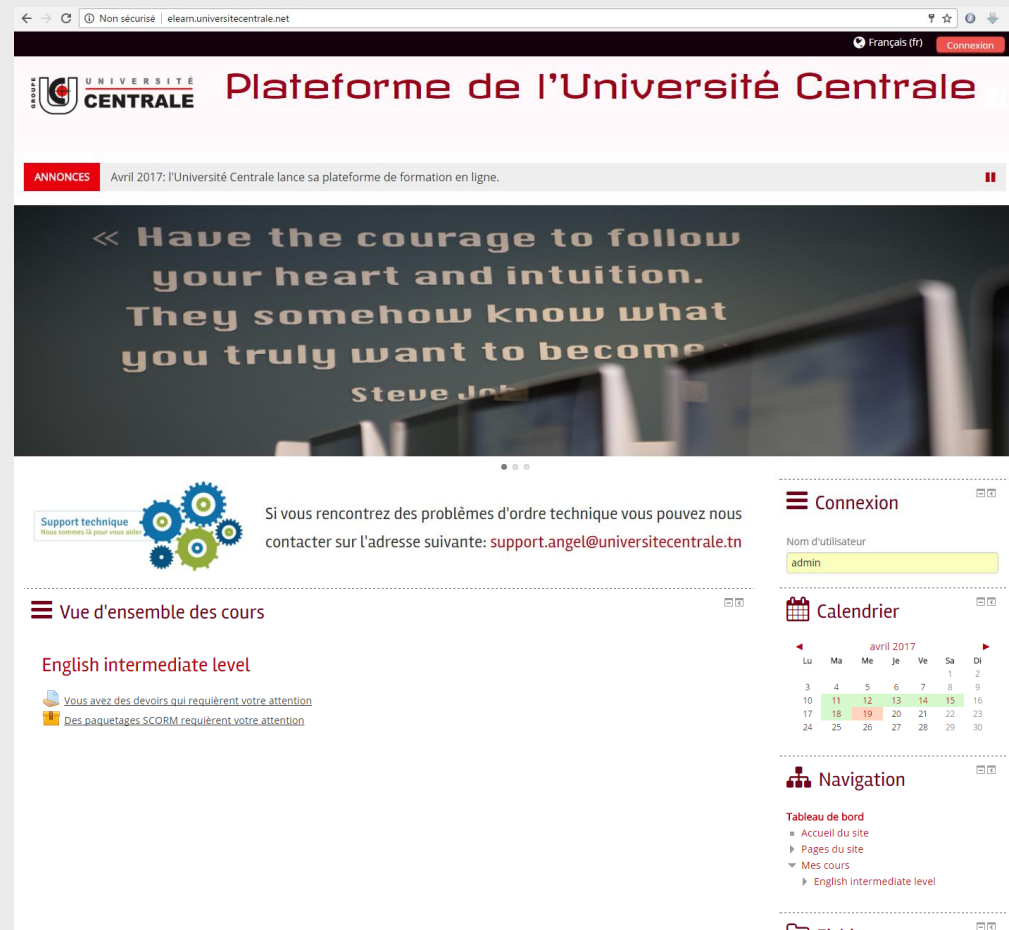 Non sécurisé | elearn.universitecentrale.net
Français (fr) Connexion
GROUPE UNIVERSITÉ CENTRALE
Plateforme de l'Université Centrale
ANNONCES Avril 2017: l'Université Centrale lance sa plateforme de formation en ligne.
« Have the courage to follow
your heart and intuition.
They somehow know what
you truly want to become
Steve
Support technique
Nous sommes là pour vous aider
Si vous rencontrez des problèmes d'ordre technique vous pouvez nous
contacter sur l'adresse suivante: support.angel@universitecentrale.tn
Vue d'ensemble des cours
English intermediate level
Vous avez des devoirs qui requièrent votre attention
Des paquetages SCORM requièrent votre attention
Connexion
Nom d'utilisateur
admin
Calendrier
avril 2017
Lu Ma Me Je Ve Sa Di
1 2
3 4 5 6 7 8 9
10 11 12 13 14 15 16
17 18 19 20 21 22 23
24 25 26 27 28 29 30
Navigation
Tableau de bord
Accueil du site
Pages du site
Mes cours
English intermediate level